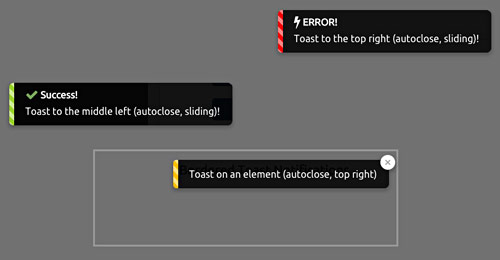 ERROR!
Toast to the top right (autoclose, sliding)!
Success!
Toast to the middle left (autoclose, sliding)!
Toast on an element (autoclose, top right)